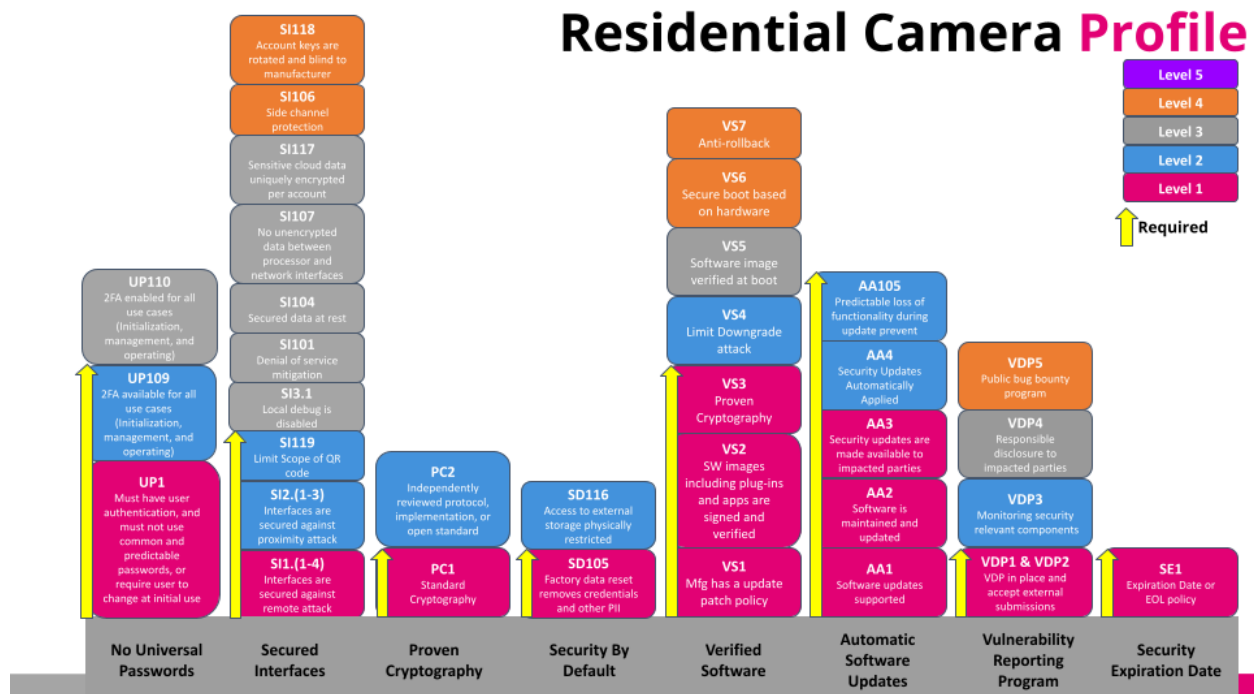 Residential Camera Profile
Level 5
Level 4
Level 3
Level 2
Level 1
Required
UP110
2FA enabled for all
use cases
(Initialization,
management, and
operating)
UP109
2FA available for all
use cases
(Initialization,
management, and
operating)
UP1
Must have user
authentication, and
must not use
common and
predictable
passwords, or
require user to
change at initial use
No Universal
Passwords
SI118
Account keys are
rotated and blind to
manufacturer
SI106
Side channel
protection
SI117
Sensitive cloud data
uniquely encrypted
per account
SI107
No unencrypted
data between
processor and
network interfaces
SI104
Secured data at rest
SI101
Denial of service
mitigation
SI3.1
Local debug is
disabled
SI119
Limit Scope of QR
code
SI2.(1-3)
Interfaces are
secured against
proximity attack
SI1.(1-4)
Interfaces are
secured against
remote attack
Secured
Interfaces
PC2
Independently
reviewed protocol,
implementation, or
open standard
PC1
Standard
Cryptography
Proven
Cryptography
SD116
Access to external
storage physically
restricted
SD105
Factory data reset
removes credentials
and other PII
Security By
Default
VS7
Anti-rollback
VS6
Secure boot based
on hardware
VS5
Software image
verified at boot
VS4
Limit Downgrade
attack
VS3
Proven
Cryptography
VS2
SW images
including plug-ins
and apps are
signed and
verified
VS1
Mfg has a update
patch policy
Verified
Software
AA105
Predictable loss of
functionality during
update prevent
AA4
Security Updates
Automatically
Applied
AA3
Security updates are
made available to
impacted parties
AA2
Software is
maintained and
updated
AA1
Software updates
supported
Automatic
Software
Updates
VDP5
Public bug bounty
program
VDP4
Responsible
disclosure to
impacted parties
VDP3
Monitoring security
relevant components
VDP1 & VDP2
VDP in place and
accept external
submissions
Vulnerability
Reporting
Program
SE1
Expiration Date or
EOL policy
Security
Expiration Date